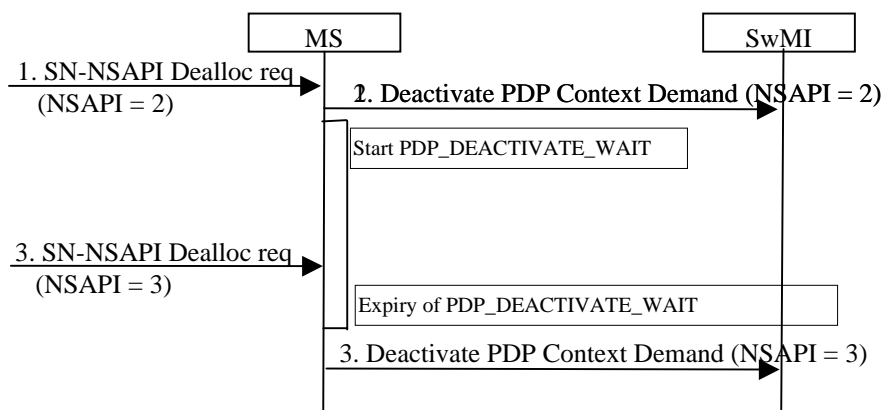 MS
SwMI
1. SN-NSAPI Dealloc req
(NSAPI = 2)
2. Deactivate PDP Context Demand (NSAPI = 2)
Start PDP_DEACTIVATE_WAIT
3. SN-NSAPI Dealloc req
(NSAPI = 3)
Expiry of PDP_DEACTIVATE_WAIT
3. Deactivate PDP Context Demand (NSAPI = 3)